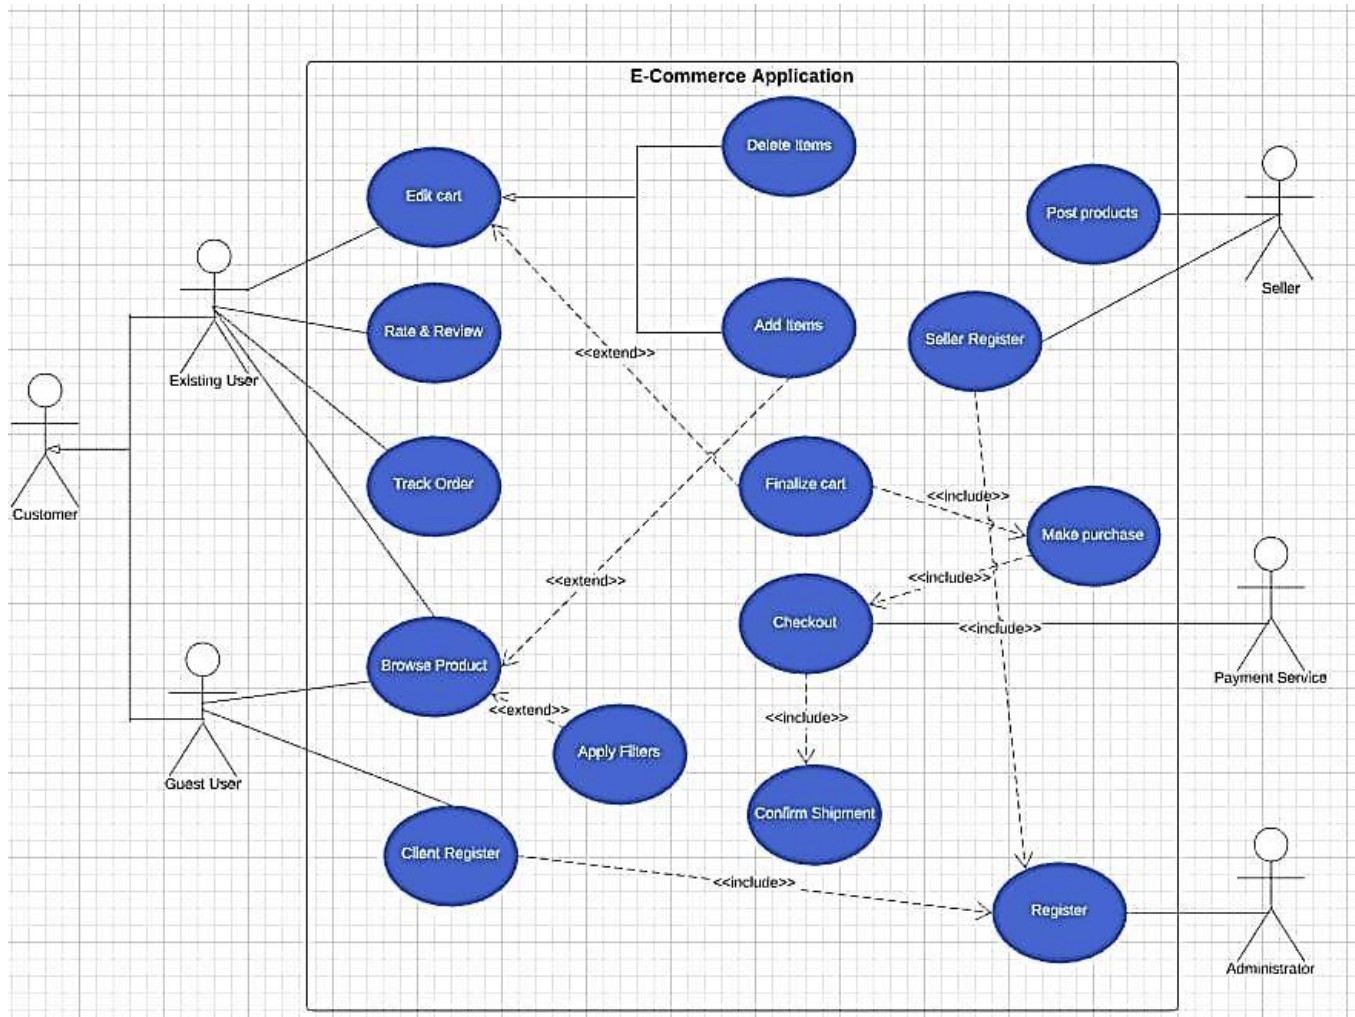 E-Commerce Application
Delete Items
Edit cart
Post products
Seller
Add Items
Rate & Review
Seller Register
<<extend>>
Existing User
Track Order
Finalize cart
<<include>>
Customer
Make purchase
<<extend>>
<<include>>
Checkout
<<include>>
Browse Product
Payment Service
<<extend>>
<<include>>
Apply Filters
Guest User
Confirm Shipment
Client Register
<<include>>
Register
Administrator